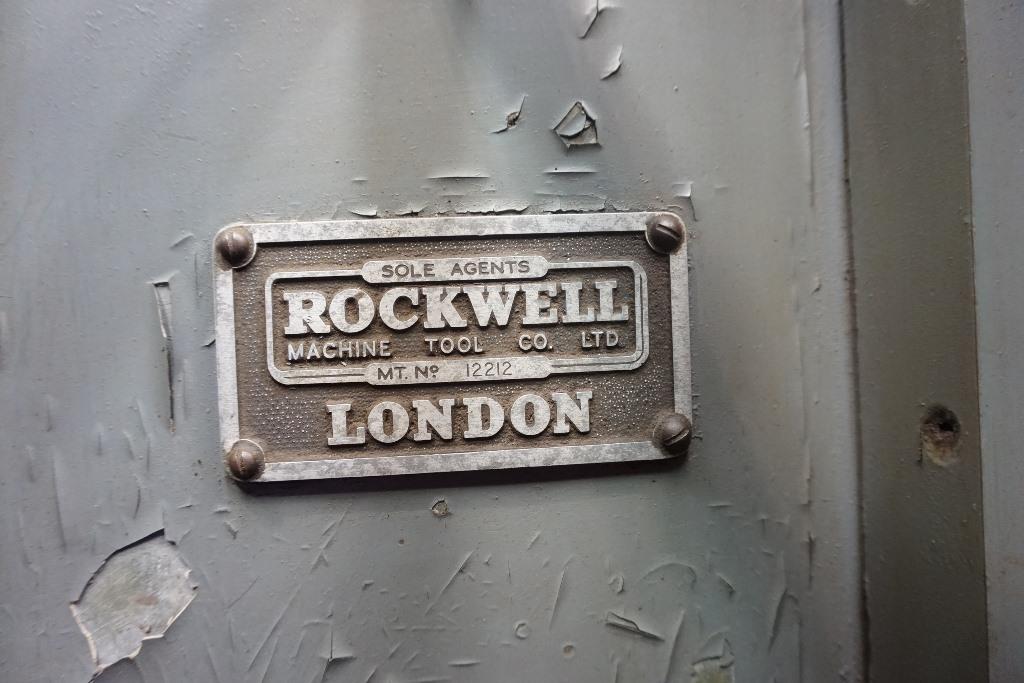 SOLE AGENTS
ROCKWELL
MACHINE TOOL CO. LTD
MT. Nº 12212
LONDON